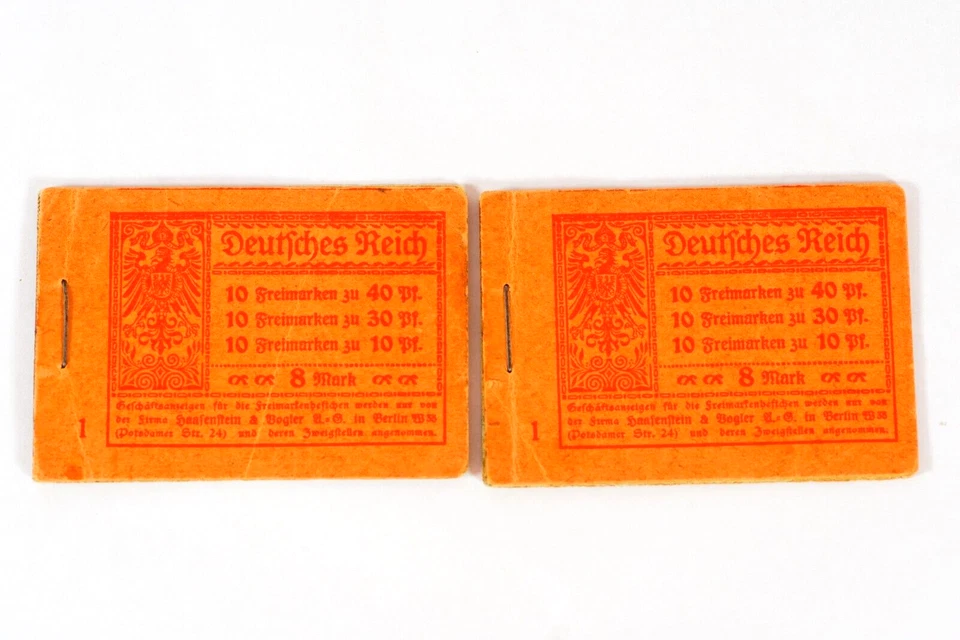 Deutsches Reich
10 Freimarken zu 40 Pf.
10 Freimarken zu 30 Pf.
10 Freimarken zu 10 Pf.
8 Mark
Geschäftsanzeigen für die Freimarkenheftchen werden nur von
der Firma Haasenstein & Vogler A.-G. in Berlin W35
(Potsdamer Str. 24) und deren Zweigstellen angenommen.
1
Deutsches Reich
10 Freimarken zu 40 Pf.
10 Freimarken zu 30 Pf.
10 Freimarken zu 10 Pf.
8 Mark
Geschäftsanzeigen für die Freimarkenheftchen werden nur von
der Firma Haasenstein & Vogler A.-G. in Berlin W35
(Potsdamer Str. 24) und deren Zweigstellen angenommen.
1